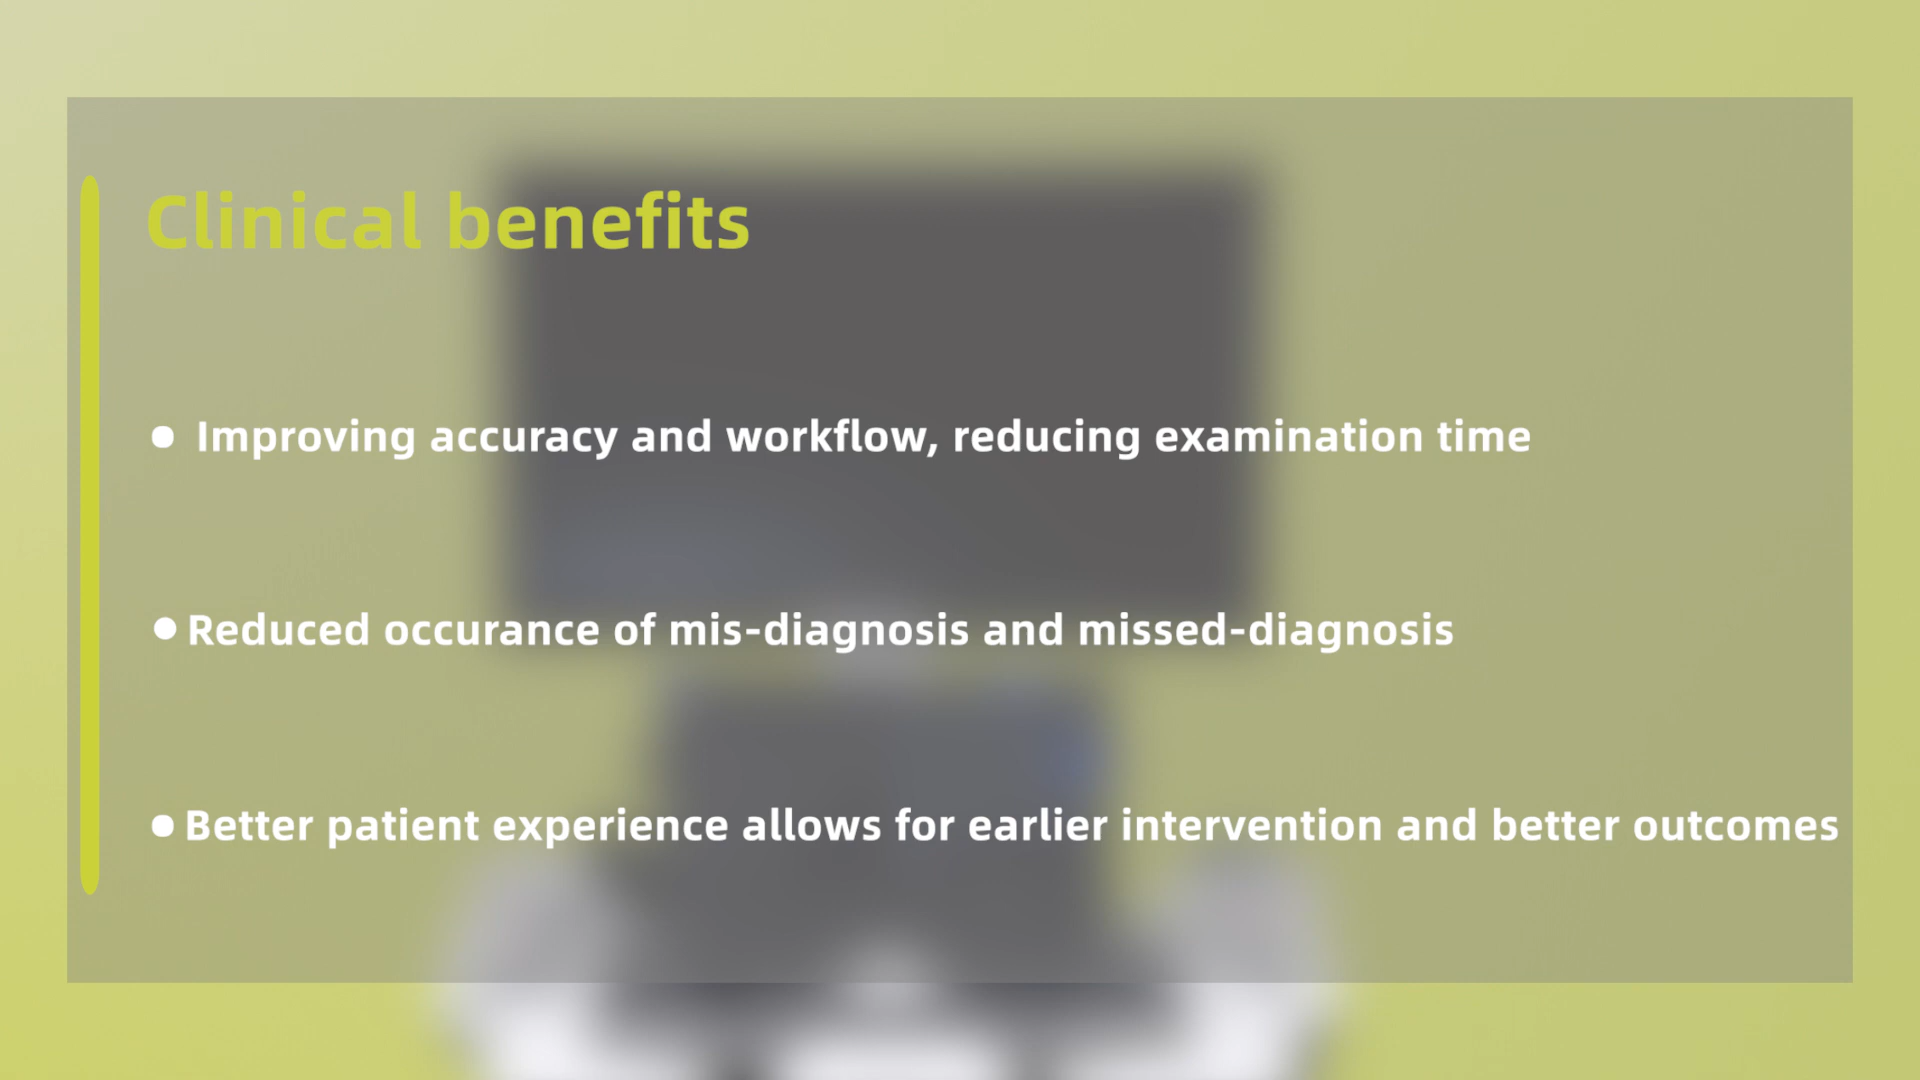 Clinical benefits
• Improving accuracy and workflow, reducing examination time
• Reduced occurance of mis-diagnosis and missed-diagnosis
• Better patient experience allows for earlier intervention and better outcomes